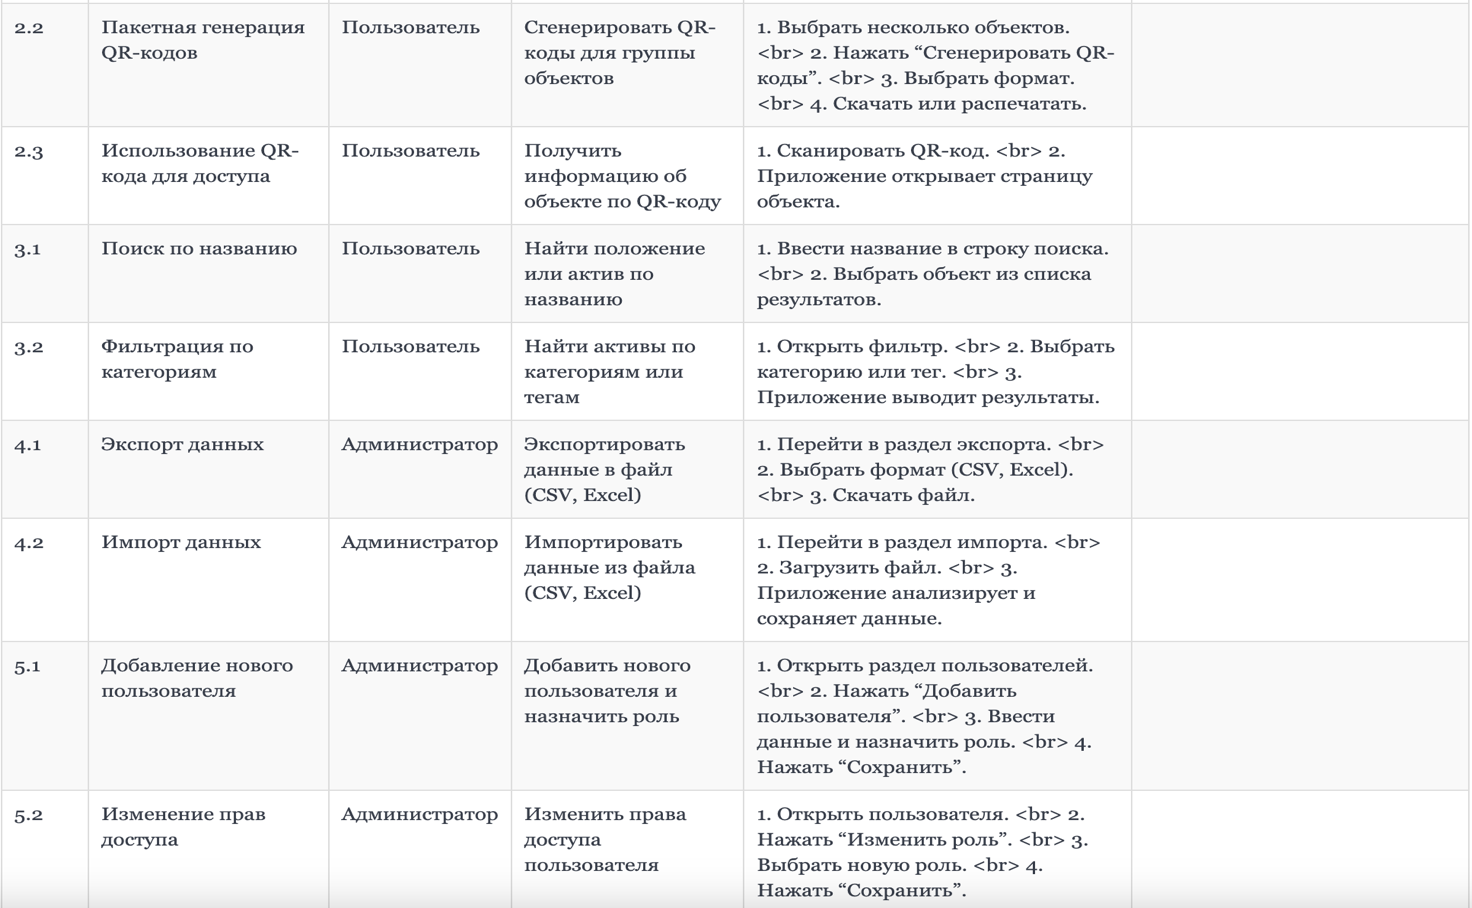 2.2
Пакетная генерация
QR-кодов
Пользователь
Сгенерировать QR-
коды для группы
объектов
1. Выбрать несколько объектов.
<br> 2. Нажать “Сгенерировать QR-
коды”. <br> 3. Выбрать формат.
<br> 4. Скачать или распечатать.
2.3
Использование QR-
кода для доступа
Пользователь
Получить
информацию об
объекте по QR-коду
1. Сканировать QR-код. <br> 2.
Приложение открывает страницу
объекта.
3.1
Поиск по названию
Пользователь
Найти положение
или актив по
названию
1. Ввести название в строку поиска.
<br> 2. Выбрать объект из списка
результатов.
3.2
Фильтрация по
категориям
Пользователь
Найти активы по
категориям или
тегам
1. Открыть фильтр. <br> 2. Выбрать
категорию или тег. <br> 3.
Приложение выводит результаты.
4.1
Экспорт данных
Администратор
Экспортировать
данные в файл
(CSV, Excel)
1. Перейти в раздел экспорта. <br>
2. Выбрать формат (CSV, Excel).
<br> 3. Скачать файл.
4.2
Импорт данных
Администратор
Импортировать
данные из файла
(CSV, Excel)
1. Перейти в раздел импорта. <br>
2. Загрузить файл. <br> 3.
Приложение анализирует и
сохраняет данные.
5.1
Добавление нового
пользователя
Администратор
Добавить нового
пользователя и
назначить роль
1. Открыть раздел пользователей.
<br> 2. Нажать “Добавить
пользователя”. <br> 3. Ввести
данные и назначить роль. <br> 4.
Нажать “Сохранить”.
5.2
Изменение прав
доступа
Администратор
Изменить права
доступа
пользователя
1. Открыть пользователя. <br> 2.
Нажать “Изменить роль”. <br> 3.
Выбрать новую роль. <br> 4.
Нажать “Сохранить”.